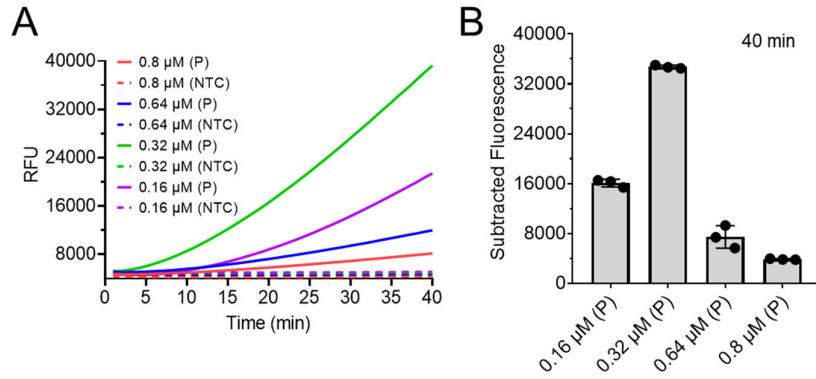 A
RFU
40000
32000
24000
16000
8000
0.8 µM (P)
0.8 µM (NTC)
0.64 µM (P)
0.64 µM (NTC)
0.32 µM (P)
0.32 µM (NTC)
0.16 µM (P)
0.16 µM (NTC)
0 5 10 15 20 25 30 35 40
Time (min)
B
40 min
Subtracted Fluorescence
40000
32000
24000
16000
8000
0
0.16 µM (P)
0.32 µM (P)
0.64 µM (P)
0.8 µM (P)